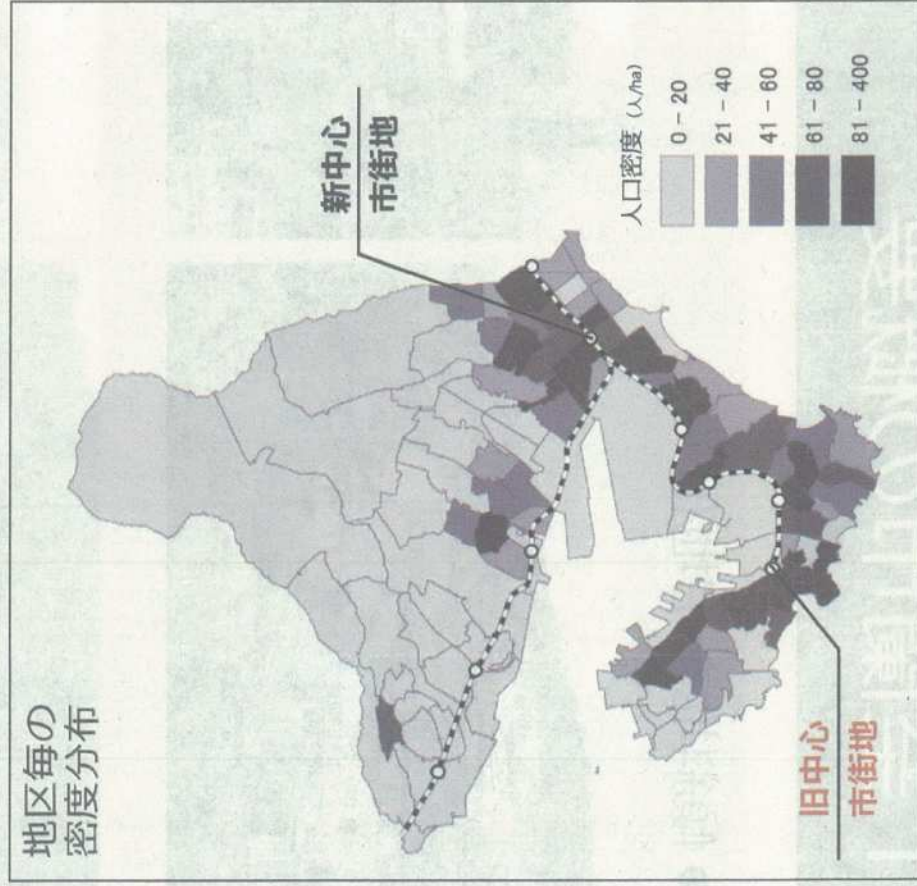 地区毎の
密度分布
新中心
市街地
人口密度 (人/ha)
0 – 20
21 – 40
41 – 60
61 – 80
81 – 400
旧中心
市街地